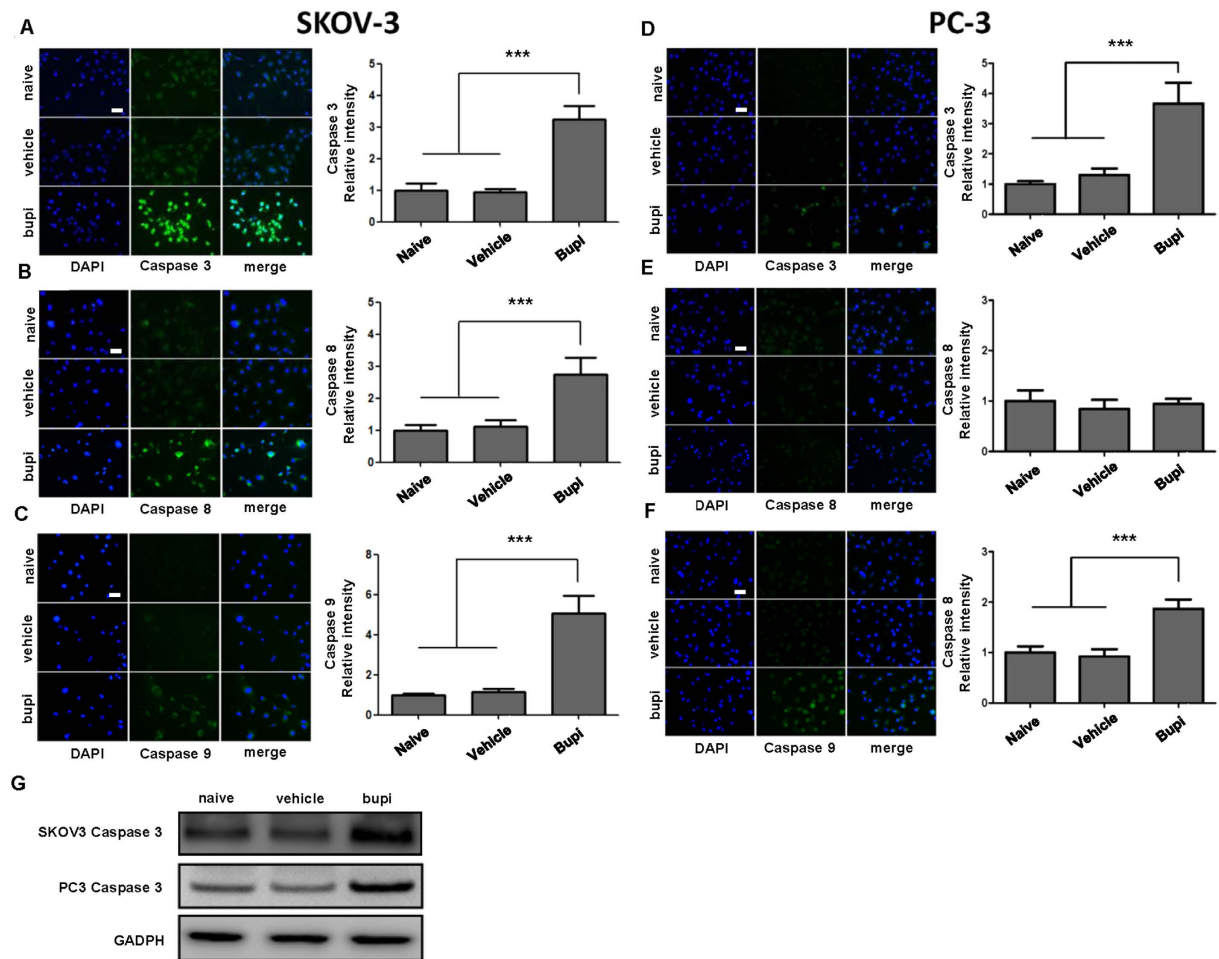 SKOV-3
PC-3
A
naive
vehicle
bupi
DAPI Caspase 3 merge
Caspase 3
Relative intensity
5
4
3
2
1
0
***
Naive Vehicle Bupi
B
naive
vehicle
bupi
DAPI Caspase 8 merge
Caspase 8
Relative intensity
5
4
3
2
1
0
***
Naive Vehicle Bupi
C
naive
vehicle
bupi
DAPI Caspase 9 merge
Caspase 9
Relative intensity
8
6
4
2
0
***
Naive Vehicle Bupi
D
naive
vehicle
bupi
DAPI Caspase 3 merge
Caspase 3
Relative intensity
5
4
3
2
1
0
***
Naive Vehicle Bupi
E
naive
vehicle
bupi
DAPI Caspase 8 merge
Caspase 8
Relative intensity
3
2
1
0
Naive Vehicle Bupi
F
naive
vehicle
bupi
DAPI Caspase 9 merge
Caspase 8
Relative intensity
3
2
1
0
***
Naive Vehicle Bupi
G
naive vehicle bupi
SKOV3 Caspase 3
PC3 Caspase 3
GADPH